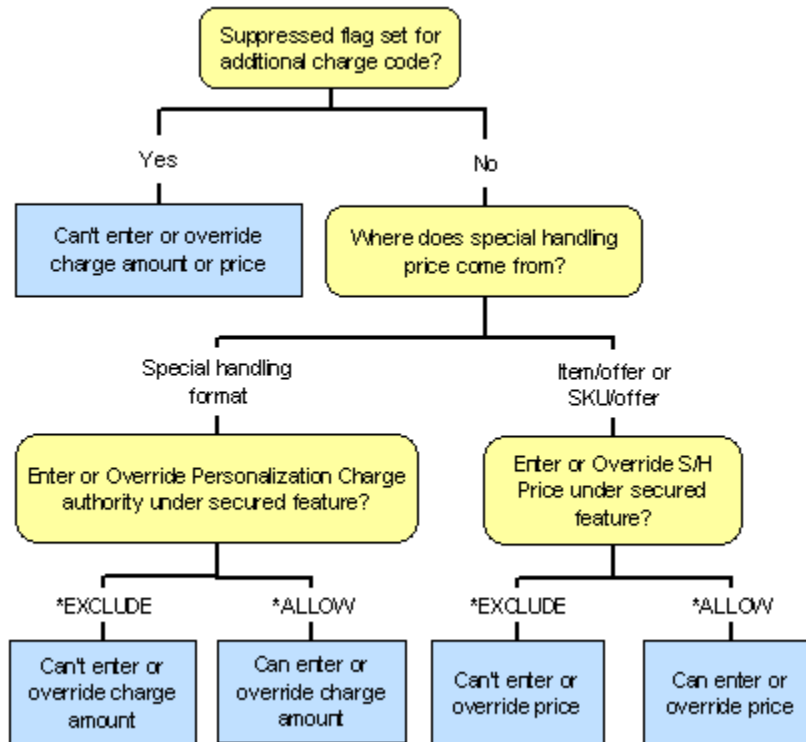 Suppressed flag set for
additional charge code?
Yes
No
Can't enter or override
charge amount or price
Where does special handling
price come from?
Special handling
format
Item/offer or
SKU/offer
Enter or Override Personalization Charge
authority under secured feature?
Enter or Override S/H
Price under secured
feature?
*EXCLUDE
*ALLOW
*EXCLUDE
*ALLOW
Can't enter or
override charge
amount
Can enter or
override charge
amount
Can't enter or
override price
Can enter or
override price